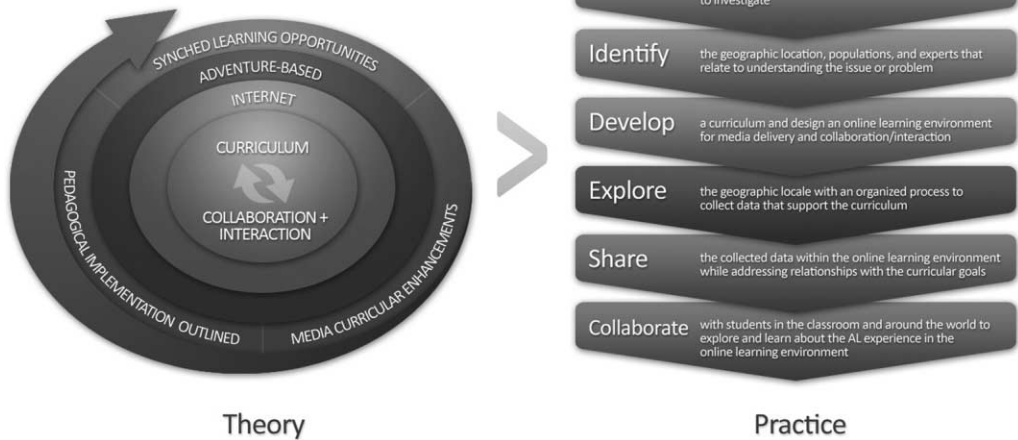 SYNCHED LEARNING OPPORTUNITIES
ADVENTURE-BASED
INTERNET
CURRICULUM
COLLABORATION +
INTERACTION
PEDAGOGICAL IMPLEMENTATION OUTLINED
MEDIA CURRICULAR ENHANCEMENTS
Theory
to investigate
Identify
the geographic location, populations, and experts that
relate to understanding the issue or problem
Develop
a curriculum and design an online learning environment
for media delivery and collaboration/interaction
Explore
the geographic locale with an organized process to
collect data that support the curriculum
Share
the collected data within the online learning environment
while addressing relationships with the curricular goals
Collaborate
with students in the classroom and around the world to
explore and learn about the AL experience in the
online learning environment
Practice